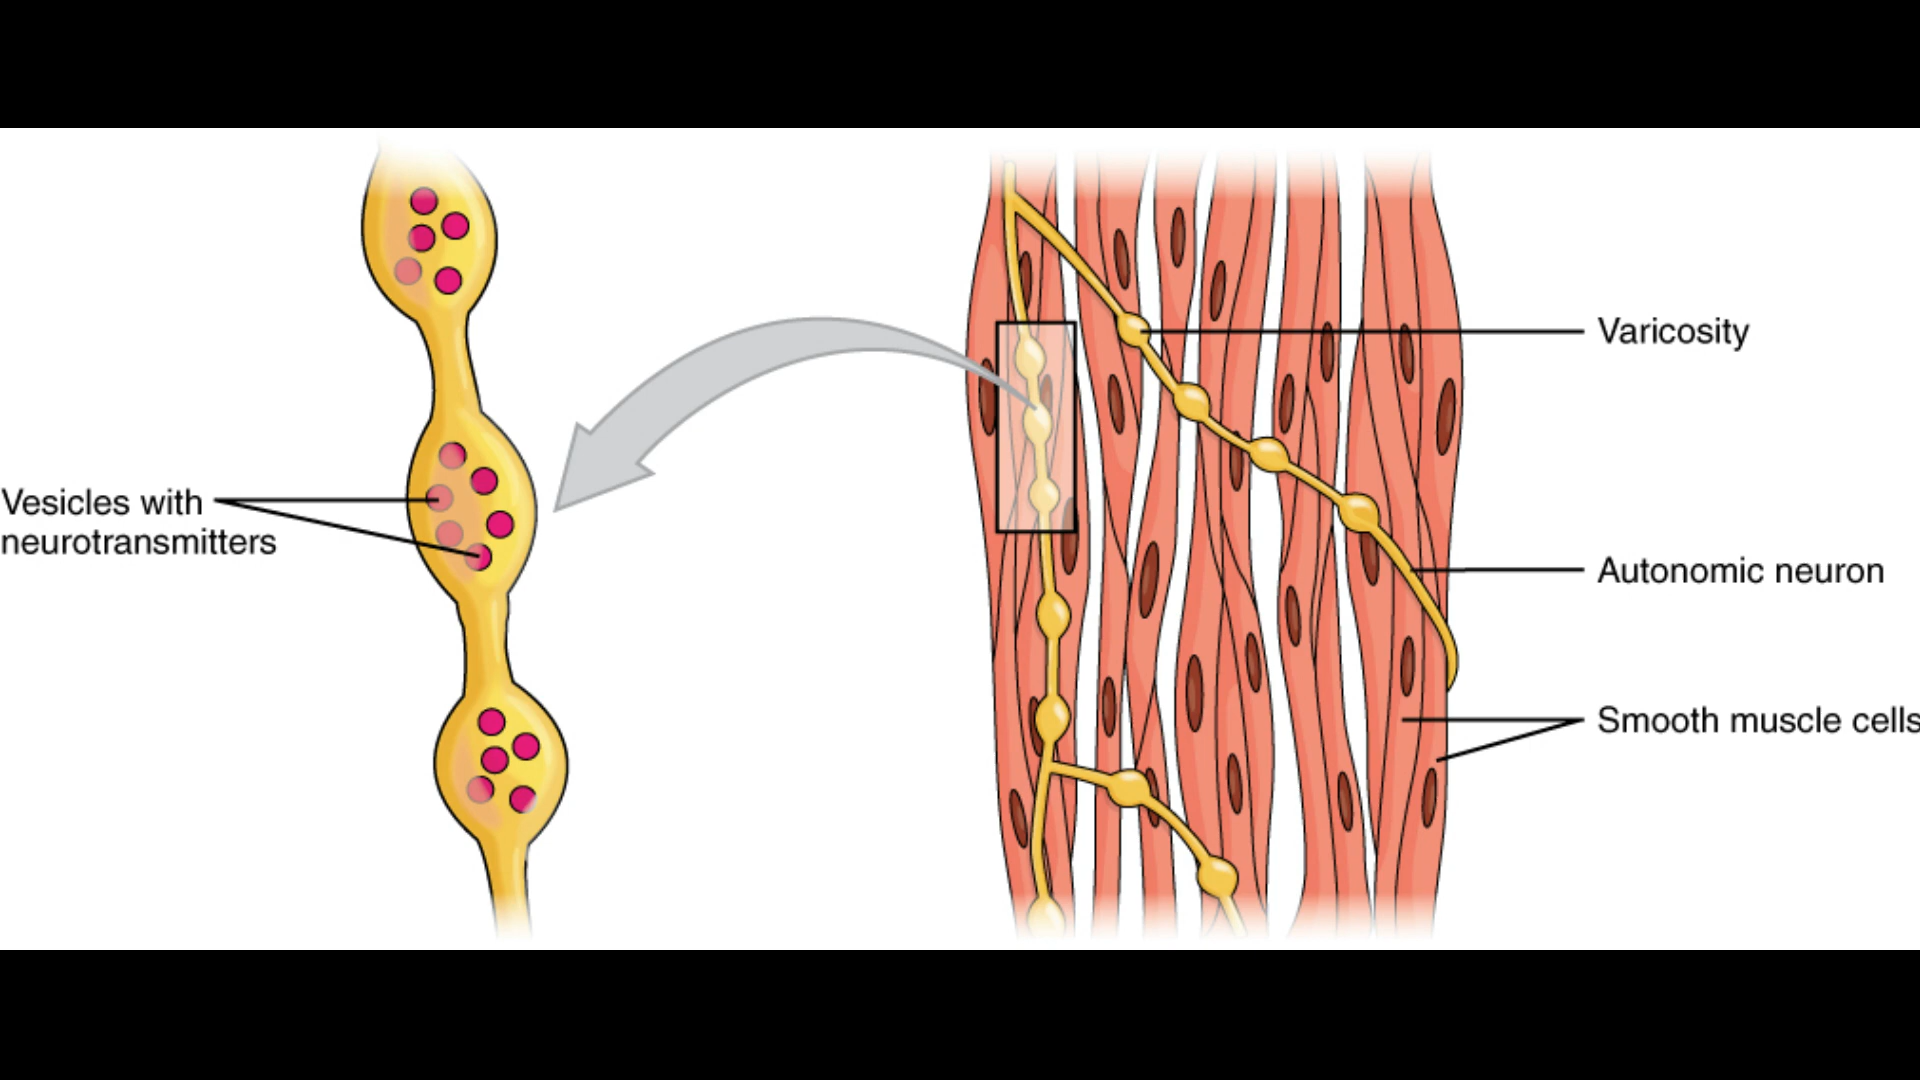 Varicosity
Vesicles with
neurotransmitters
Autonomic neuron
Smooth muscle cells